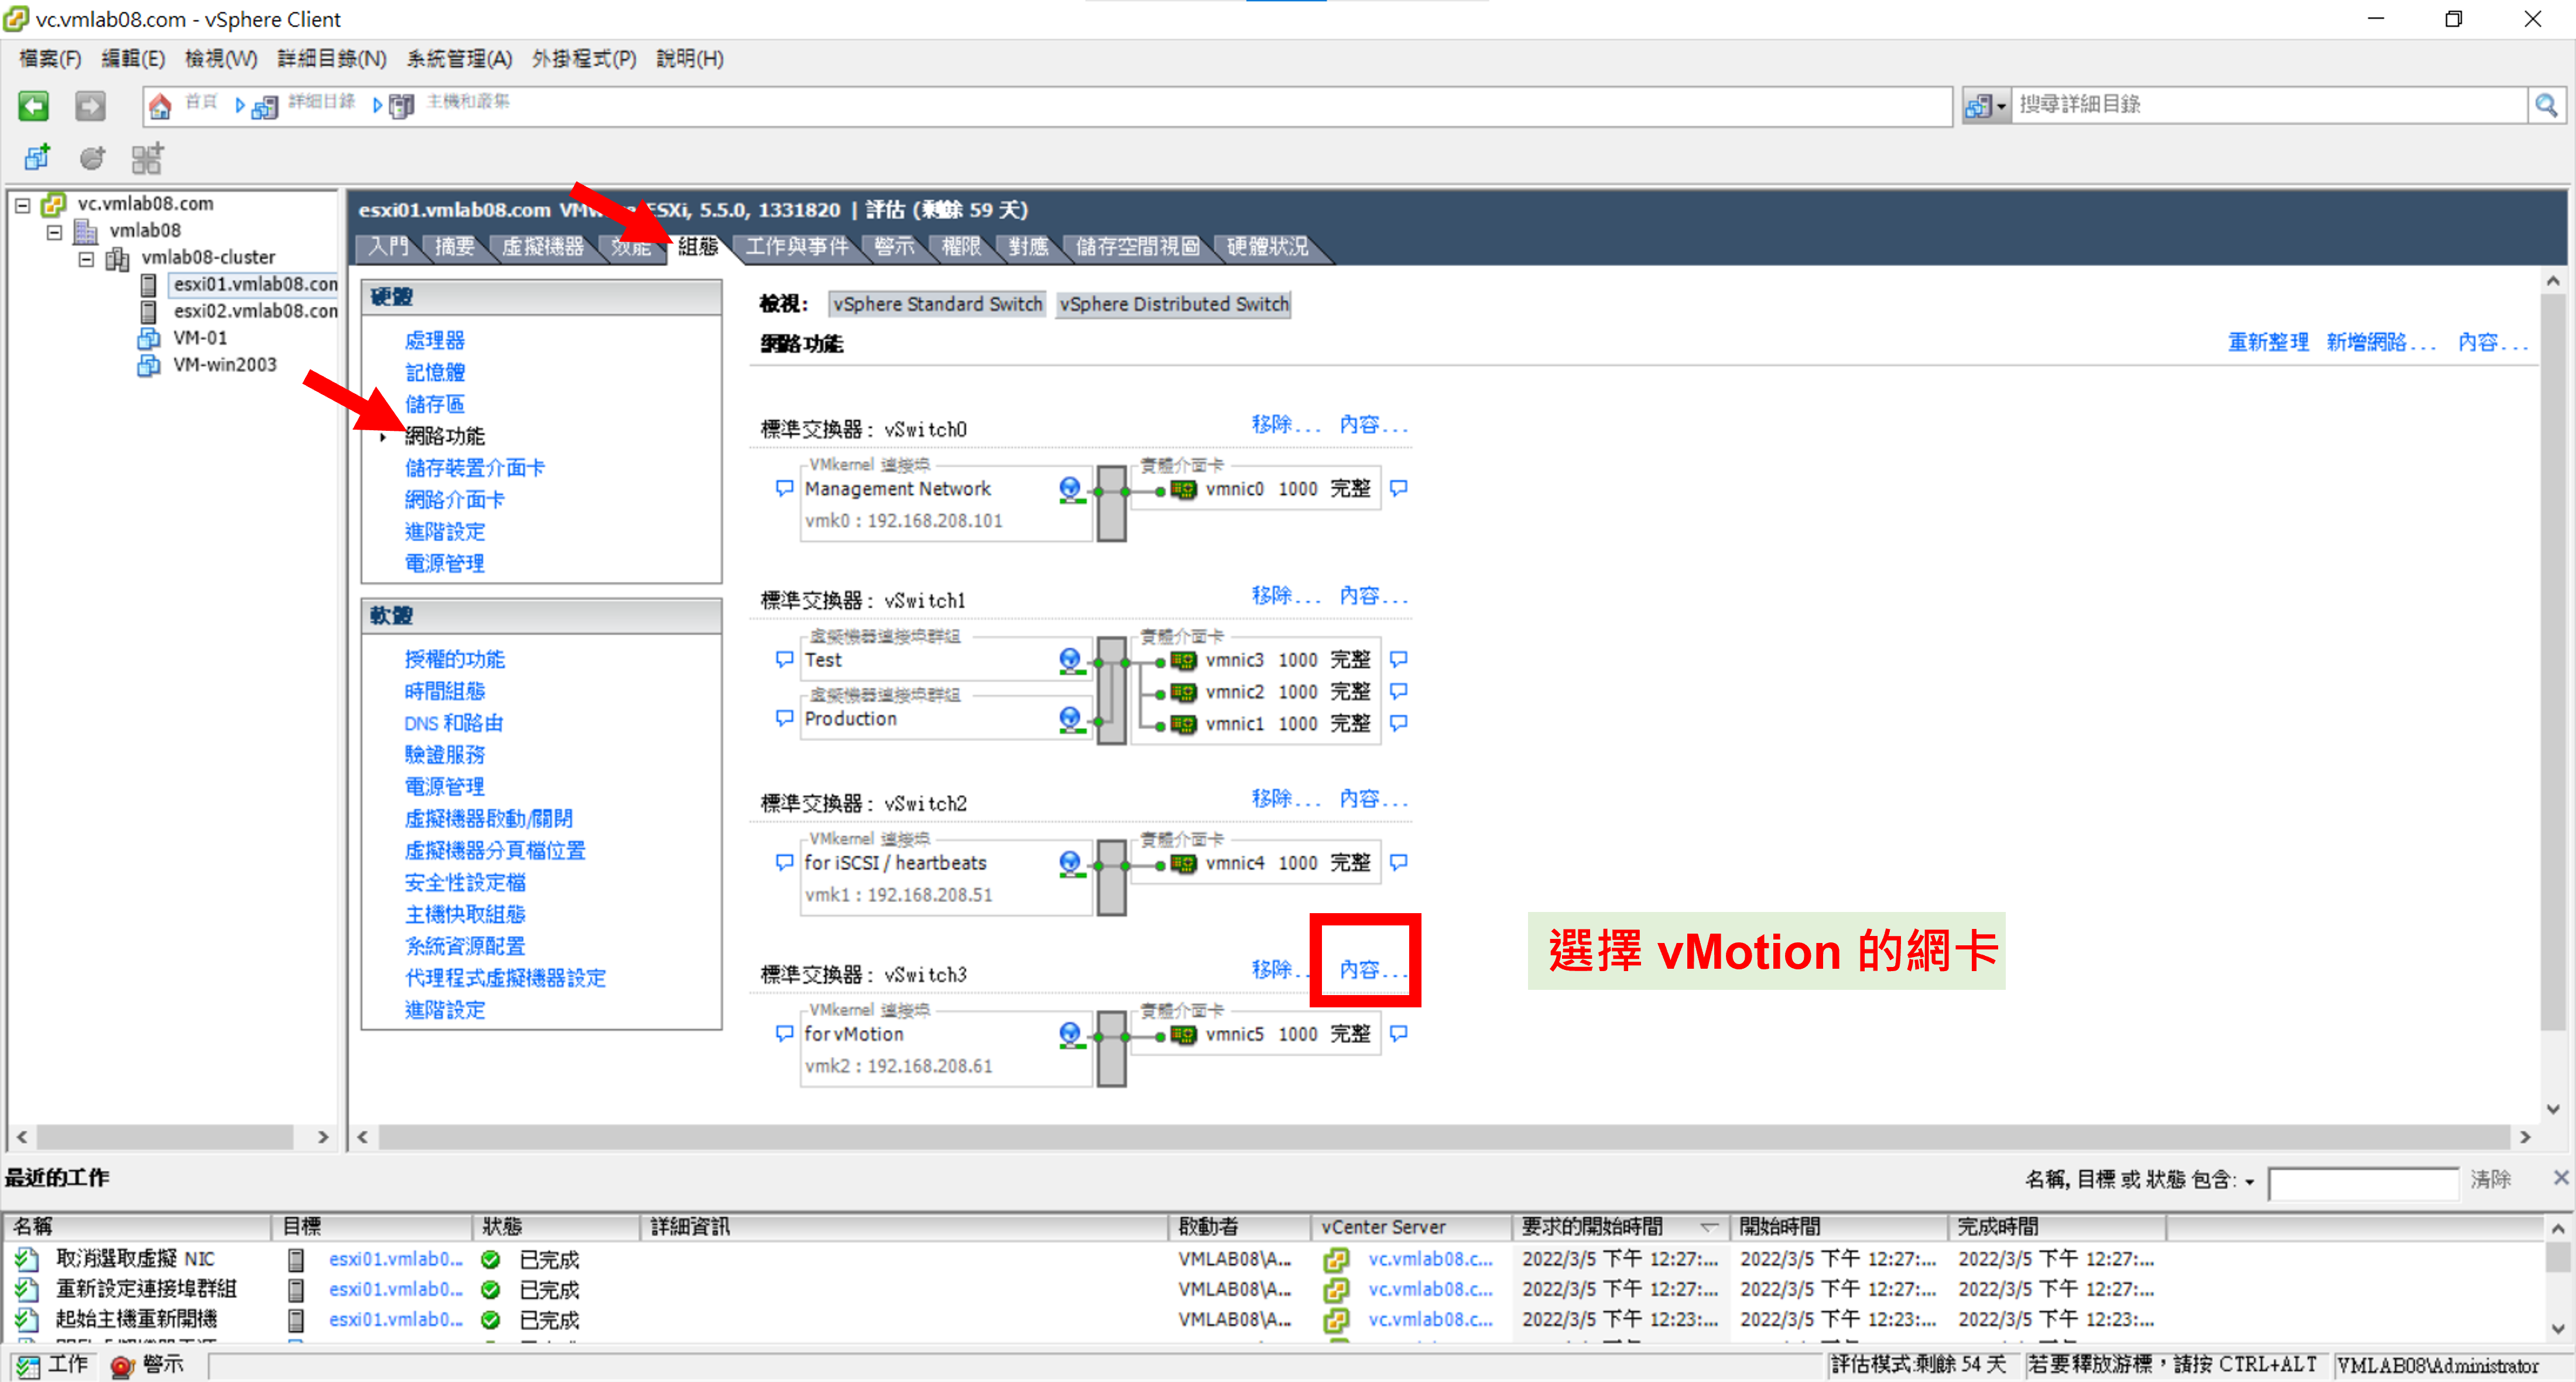 vc.vmlab08.com - vSphere Client
檔案(F) 編輯(E) 檢視(W) 詳細目錄(N) 系統管理(A) 外掛程式(P) 說明(H)
首頁 詳細目錄 主機和叢集
搜尋詳細目錄
vc.vmlab08.com
vmlab08
vmlab08-cluster
esxi01.vmlab08.con
esxi02.vmlab08.con
VM-01
VM-win2003
esxi01.vmlab08.com ESXi, 5.5.0, 1331820 | 評估 (剩餘 59 天)
入門 摘要 虛擬機器 效能 組態 工作與事件 警示 權限 對應 儲存空間視圖 硬體狀況
硬體
處理器
記憶體
儲存區
網路功能
儲存裝置介面卡
網路介面卡
進階設定
電源管理
軟體
授權的功能
時間組態
DNS 和路由
驗證服務
電源管理
虛擬機器啟動/關閉
虛擬機器分頁檔位置
安全性設定檔
主機快取組態
系統資源配置
代理程式虛擬機器設定
進階設定
檢視: vSphere Standard Switch vSphere Distributed Switch
網路功能
重新整理 新增網路... 內容...
標準交換器: vSwitch0 移除... 內容...
VMkernel 連接埠 實體介面卡
Management Network vmnic0 1000 完整
vmk0 : 192.168.208.101
標準交換器: vSwitch1 移除... 內容...
虛擬機器連接埠群組 實體介面卡
Test vmnic3 1000 完整
vmnic2 1000 完整
虛擬機器連接埠群組
Production vmnic1 1000 完整
標準交換器: vSwitch2 移除... 內容...
VMkernel 連接埠 實體介面卡
for iSCSI / heartbeats vmnic4 1000 完整
vmk1 : 192.168.208.51
標準交換器: vSwitch3 移除.. 內容...
VMkernel 連接埠 實體介面卡
for vMotion vmnic5 1000 完整
vmk2 : 192.168.208.61
選擇 vMotion 的網卡
最近的工作
名稱, 目標 或 狀態 包含: 清除
名稱 目標 狀態 詳細資訊 啟動者 vCenter Server 要求的開始時間 開始時間 完成時間
取消選取虛擬 NIC esxi01.vmlab0... 已完成 VMLAB08\A... vc.vmlab08.c... 2022/3/5 下午 12:27:... 2022/3/5 下午 12:27:... 2022/3/5 下午 12:27:...
重新設定連接埠群組 esxi01.vmlab0... 已完成 VMLAB08\A... vc.vmlab08.c... 2022/3/5 下午 12:27:... 2022/3/5 下午 12:27:... 2022/3/5 下午 12:27:...
起始主機重新開機 esxi01.vmlab0... 已完成 VMLAB08\A... vc.vmlab08.c... 2022/3/5 下午 12:23:... 2022/3/5 下午 12:23:... 2022/3/5 下午 12:23:...
工作 警示
評估模式:剩餘 54 天 若要釋放游標，請按 CTRL+ALT VMLAB08\Administrator